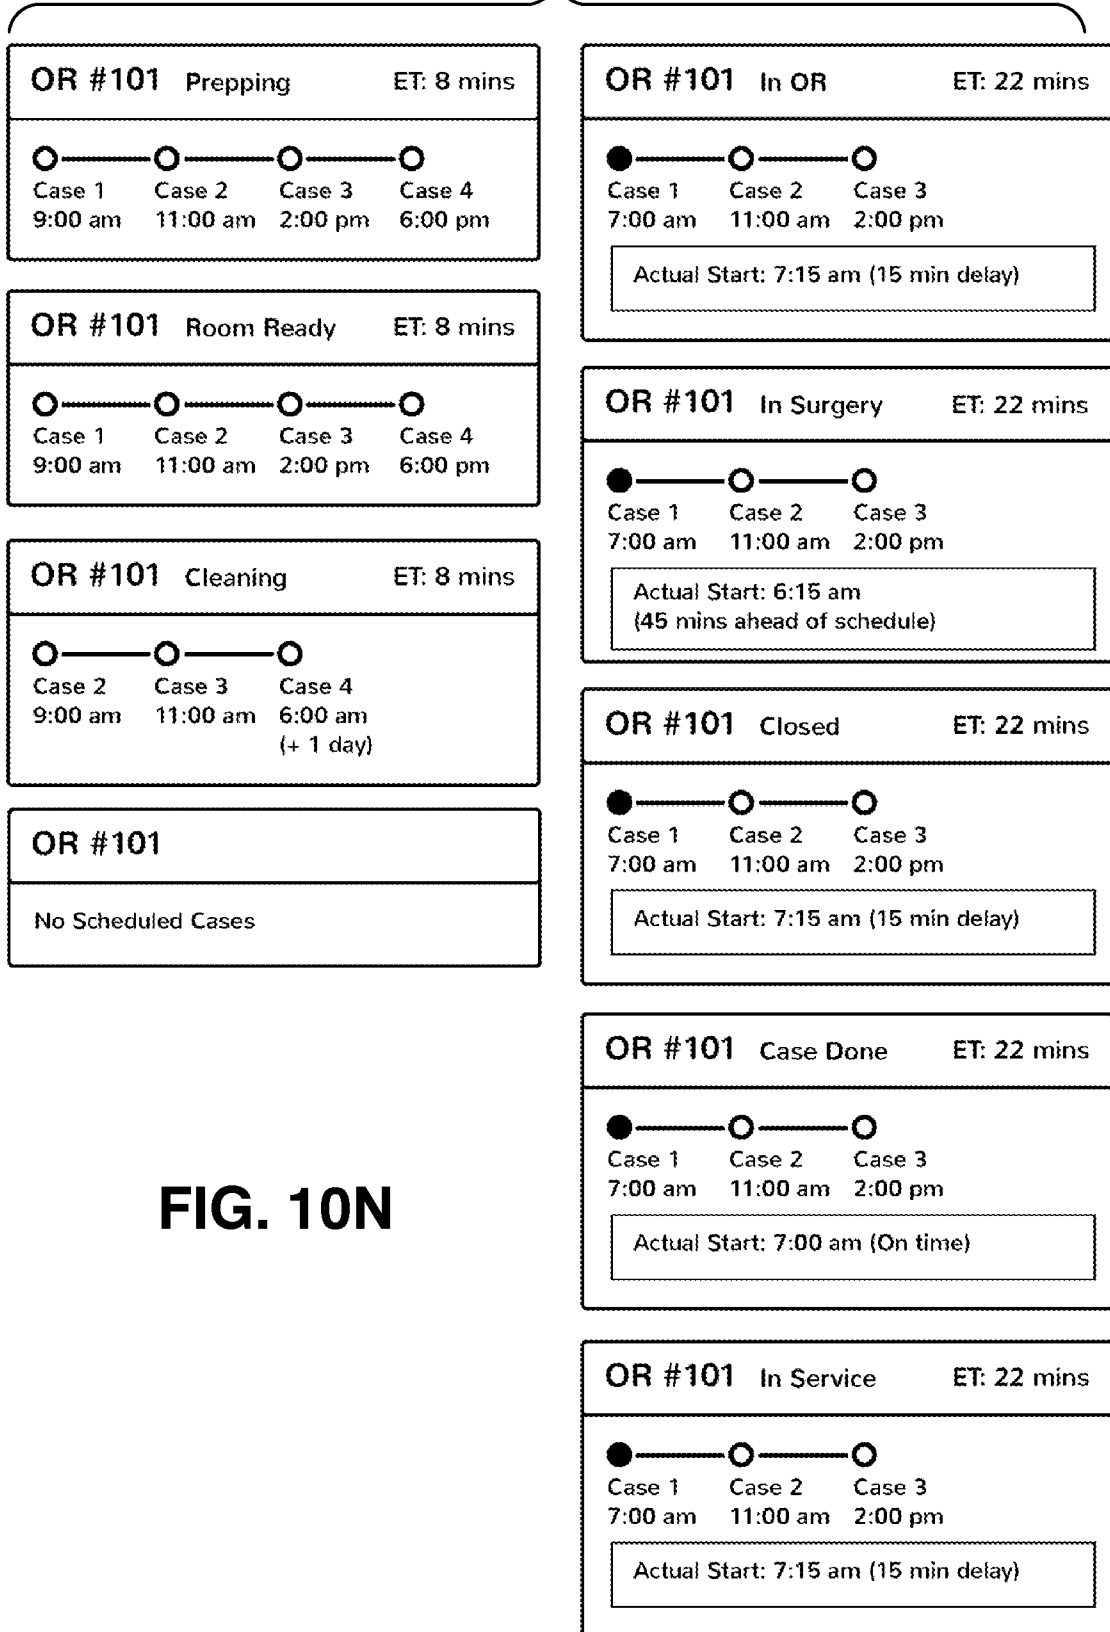 OR #101 Prepping ET: 8 mins
Case 1 Case 2 Case 3 Case 4
9:00 am 11:00 am 2:00 pm 6:00 pm
OR #101 Room Ready ET: 8 mins
Case 1 Case 2 Case 3 Case 4
9:00 am 11:00 am 2:00 pm 6:00 pm
OR #101 Cleaning ET: 8 mins
Case 2 Case 3 Case 4
9:00 am 11:00 am 6:00 am
(+ 1 day)
OR #101
No Scheduled Cases
FIG. 10N
OR #101 In OR ET: 22 mins
Case 1 Case 2 Case 3
7:00 am 11:00 am 2:00 pm
Actual Start: 7:15 am (15 min delay)
OR #101 In Surgery ET: 22 mins
Case 1 Case 2 Case 3
7:00 am 11:00 am 2:00 pm
Actual Start: 6:15 am
(45 mins ahead of schedule)
OR #101 Closed ET: 22 mins
Case 1 Case 2 Case 3
7:00 am 11:00 am 2:00 pm
Actual Start: 7:15 am (15 min delay)
OR #101 Case Done ET: 22 mins
Case 1 Case 2 Case 3
7:00 am 11:00 am 2:00 pm
Actual Start: 7:00 am (On time)
OR #101 In Service ET: 22 mins
Case 1 Case 2 Case 3
7:00 am 11:00 am 2:00 pm
Actual Start: 7:15 am (15 min delay)